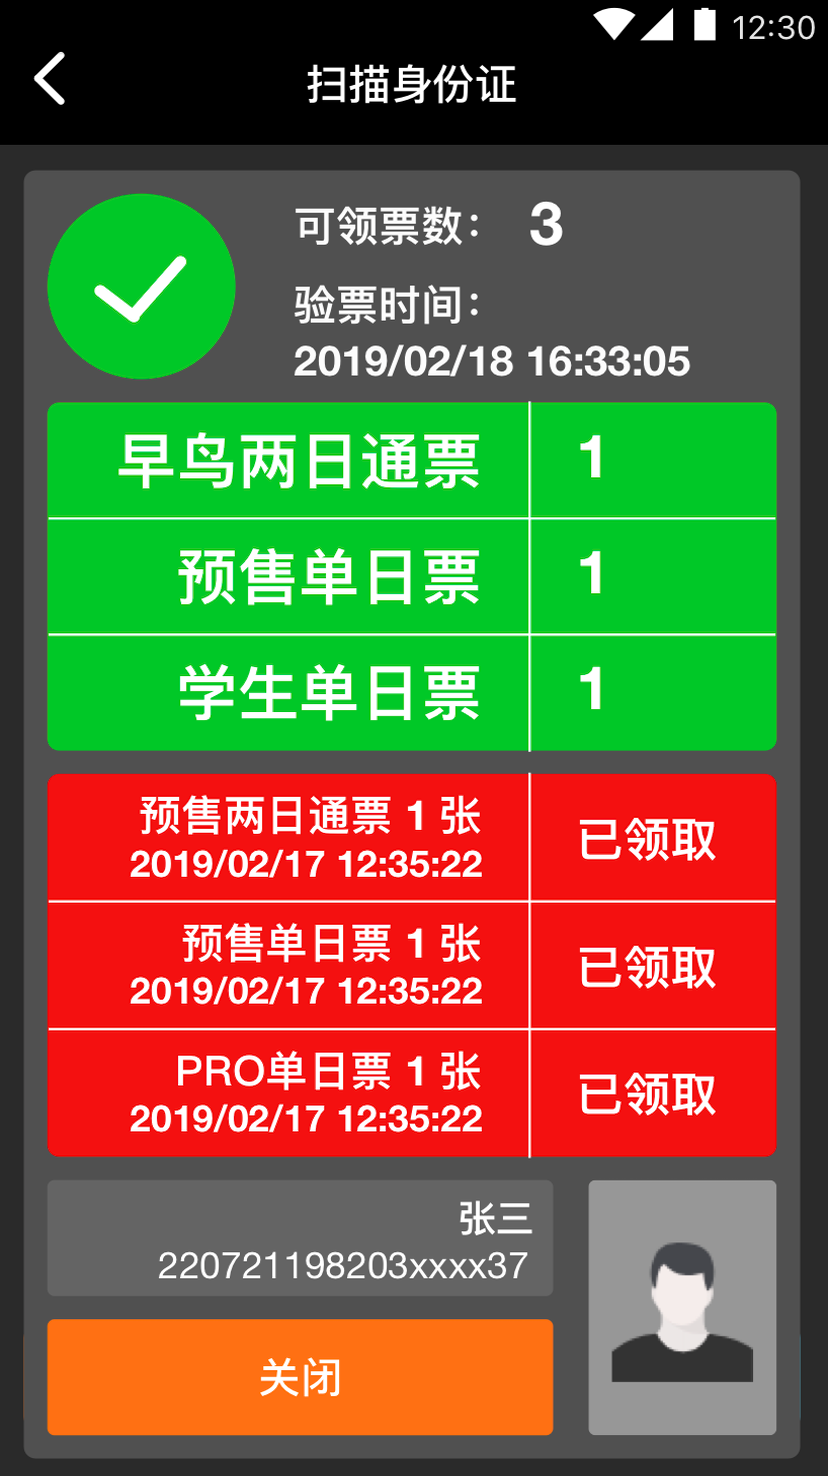 12:30
扫描身份证
可领票数： 3
验票时间：
2019/02/18 16:33:05
早鸟两日通票 1
预售单日票 1
学生单日票 1
预售两日通票 1 张
2019/02/17 12:35:22
已领取
预售单日票 1 张
2019/02/17 12:35:22
已领取
PRO单日票 1 张
2019/02/17 12:35:22
已领取
张三
220721198203xxxx37
关闭